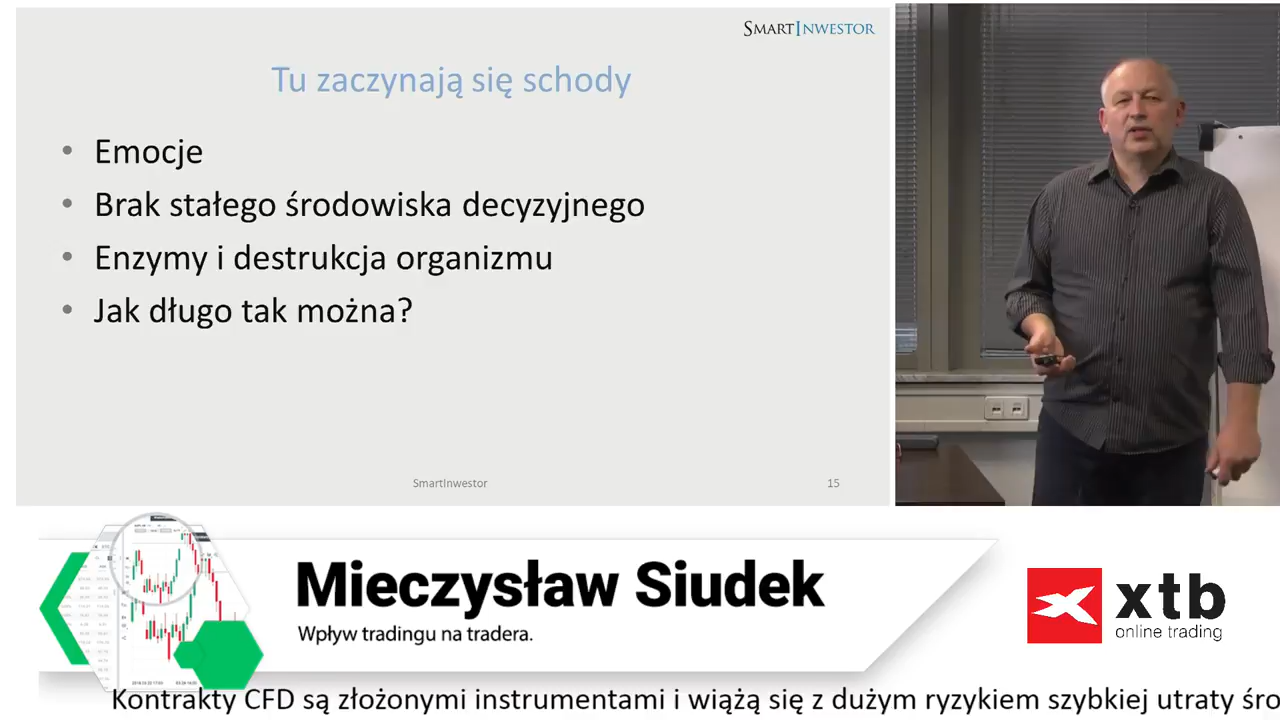 SMARTINWESTOR
Tu zaczynają się schody
• Emocje
• Brak stałego środowiska decyzyjnego
• Enzymy i destrukcja organizmu
• Jak długo tak można?
SmartInwestor
15
Mieczysław Siudek
Wpływ tradingu na tradera.
xtb
online trading
Kontrakty CFD są złożonymi instrumentami i wiążą się z dużym ryzykiem szybkiej utraty śro